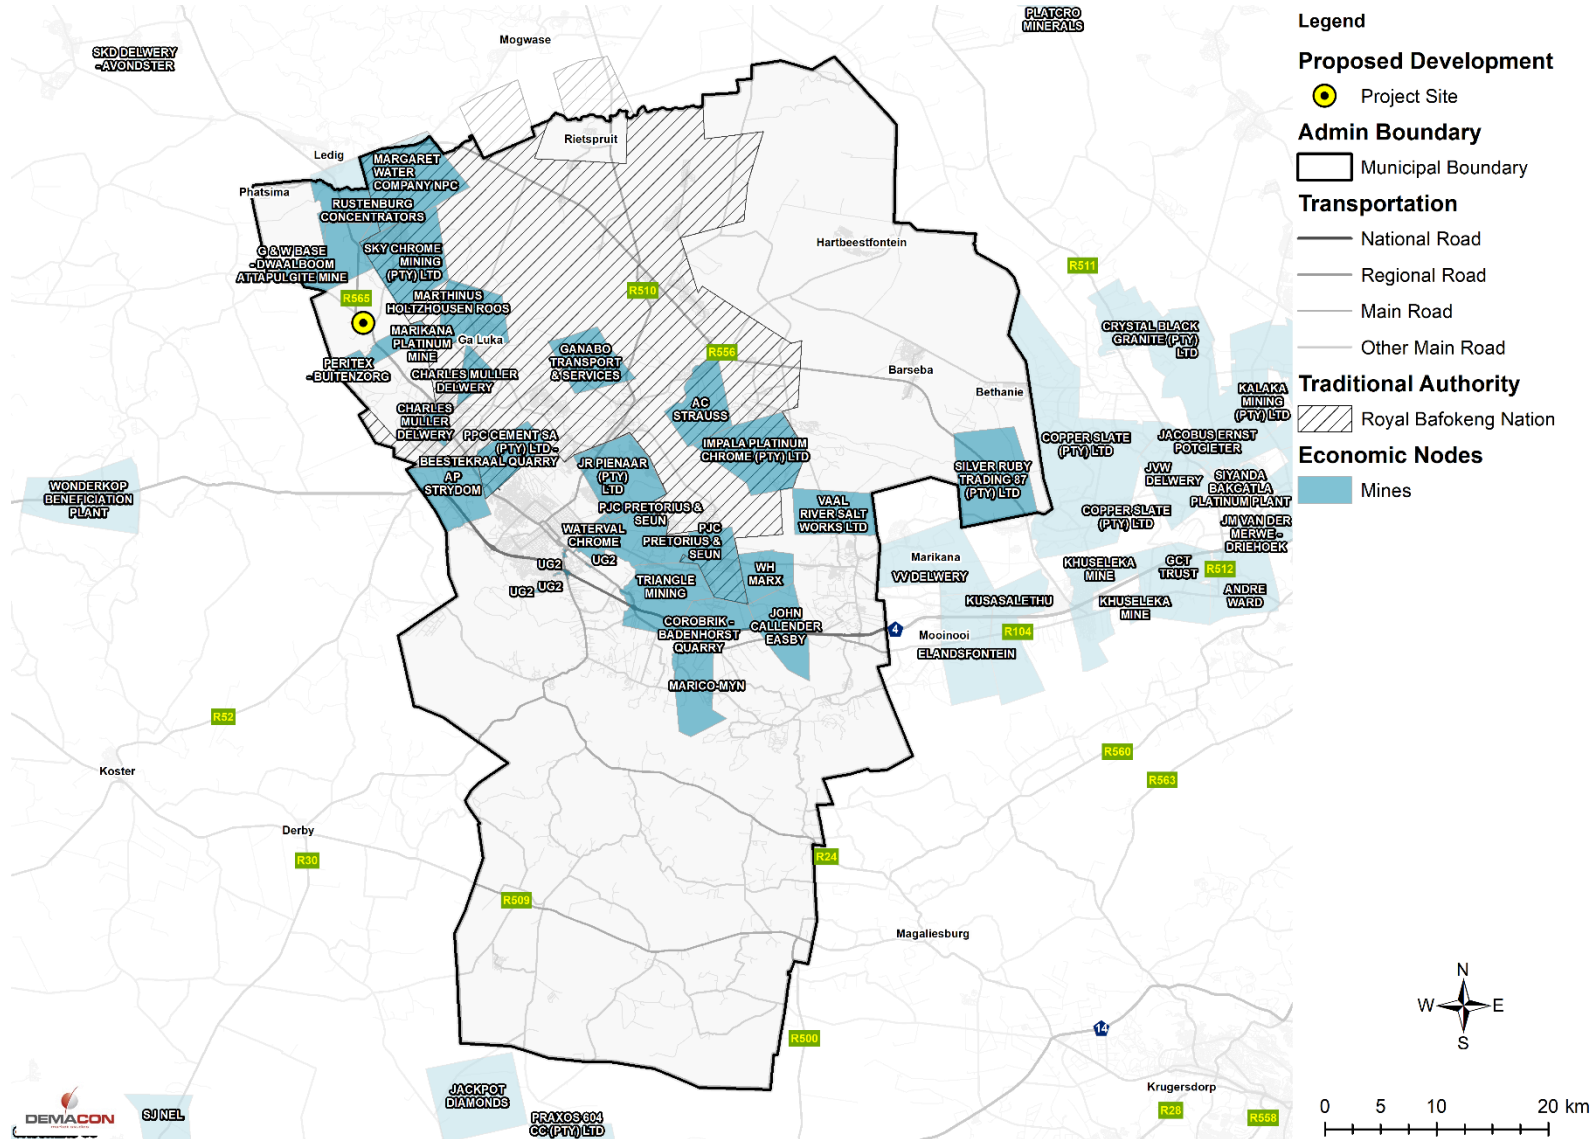 PLATCRO
MINERALS
SKD DELWERY
- AVONDSTER
Mogwase
Rietspruit
Ledig
MARGARET
WATER
COMPANY NPC
Phatsima
RUSTENBURG
CONCENTRATORS
Hartbeestfontein
G & W BASE
- DWAALBOOM
ATTAPULGITE MINE
SKY CHROME
MINING
(PTY) LTD
R511
R510
R565
MARTHINUS
HOLTZHOUSEN ROOS
MARIKANA
PLATINUM
MINE
Ga Luka
CRYSTAL BLACK
GRANITE (PTY)
LTD
GANABO
TRANSPORT
& SERVICES
R556
PERITEX
- BUITENZORG
CHARLES MULLER
DELWERY
Barseba
Bethanie
KALAKA
MINING
(PTY) LTD
AC
STRAUSS
CHARLES
MULLER
DELWERY
PPC CEMENT SA
(PTY) LTD -
BEESTEKRAAL QUARRY
IMPALA PLATINUM
CHROME (PTY) LTD
COPPER SLATE
(PTY) LTD
JACOBUS ERNST
POTGIETER
JR PIENAAR
(PTY)
LTD
AP
STRYDOM
SILVER RUBY
TRADING 87
(PTY) LTD
JVW
DELWERY
SIYANDA
BAKGATLA
PLATINUM PLANT
WONDERKOP
BENEFICIATION
PLANT
VAAL
RIVER SALT
WORKS LTD
PJC PRETORIUS &
SEUN
COPPER SLATE
(PTY) LTD
PJC
PRETORIUS &
SEUN
WATERVAL
CHROME
JM VAN DER
MERWE -
DRIEHOEK
UG2
UG2
UG2
UG2
Marikana
VV DELWERY
WH
MARX
KHUSELEKA
MINE
GCT
TRUST
R512
TRIANGLE
MINING
ANDRE
WARD
KUSASALETHU
KHUSELEKA
MINE
COROBRIK -
BADENHORST
QUARRY
JOHN
CALLENDER
EASBY
4
Mooinooi
R104
ELANDSFONTEIN
MARICO-MYN
R52
R560
Koster
R563
Derby
R30
R24
R509
Magaliesburg
14
R500
Krugersdorp
JACKPOT
DIAMONDS
R28
R558
SJ NEL
PRAXOS 604
CC (PTY) LTD
DEMACON
Legend
Proposed Development
Project Site
Admin Boundary
Municipal Boundary
Transportation
National Road
Regional Road
Main Road
Other Main Road
Traditional Authority
Royal Bafokeng Nation
Economic Nodes
Mines
N
W E
S
0 5 10 20 km